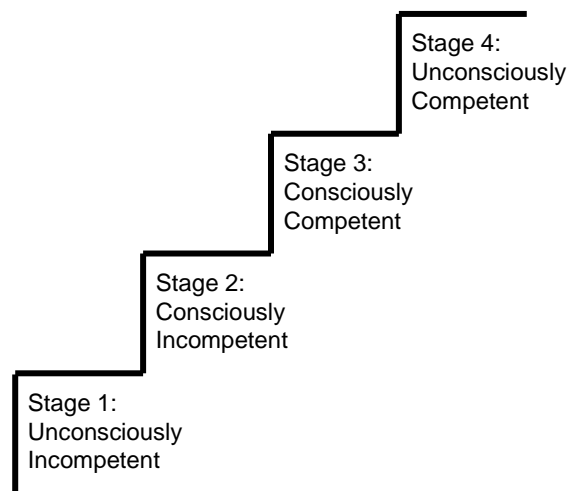 Stage 4:
Unconsciously
Competent
Stage 3:
Consciously
Competent
Stage 2:
Consciously
Incompetent
Stage 1:
Unconsciously
Incompetent